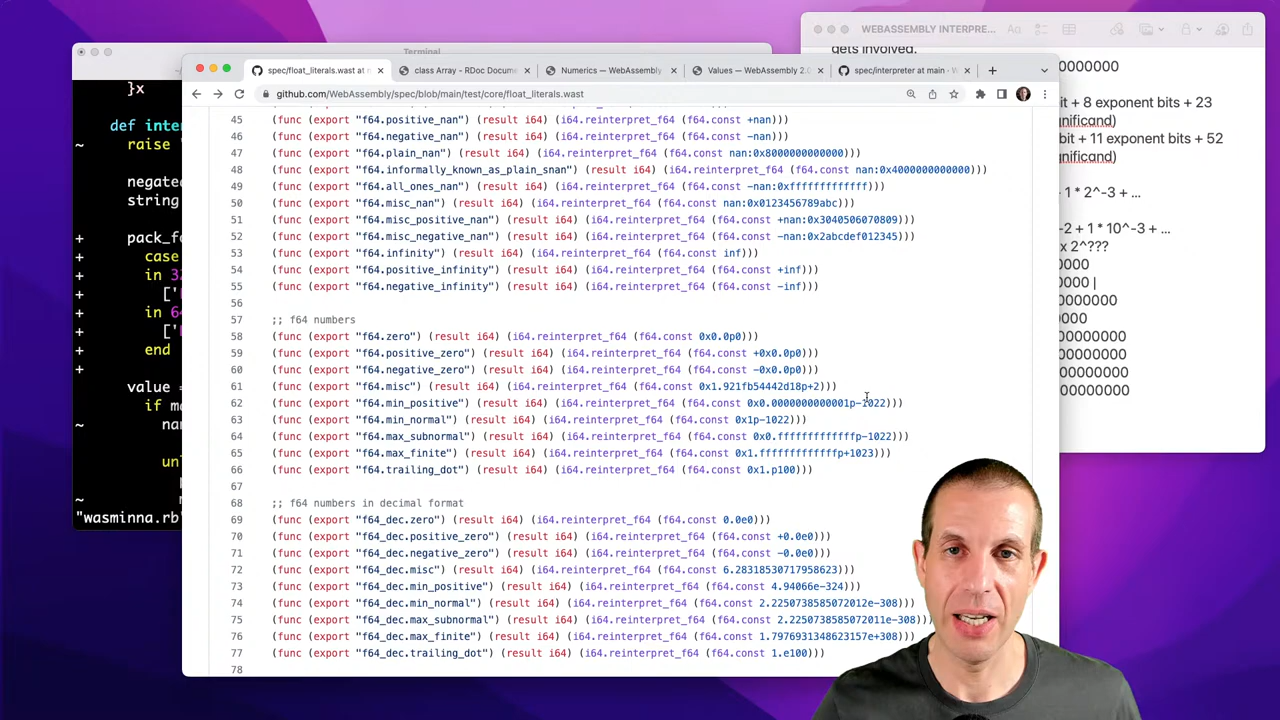 Terminal
WEBASSEMBLY INTERPRE...
gets involved.
0000000
it + 8 exponent bits + 23
nificand)
bit + 11 exponent bits + 52
gnificand)
+ 1 * 2^-3 + ...
-2 + 1 * 10^-3 + ...
x 2^???
}x
def inte
~ raise '
negated
string
+ pack_fo
+ case
+ in 32
+ ['
+ in 64
+ ['
+ end
+
value =
if ma
nan
unl
"wasminna.rb"
spec/float_literals.wast at m
class Array - RDoc Docum
Numerics — WebAssembly
Values — WebAssembly 2.0
spec/interpreter at main · W
github.com/WebAssembly/spec/blob/main/test/core/float_literals.wast
45 (func (export "f64.positive_nan") (result i64) (i64.reinterpret_f64 (f64.const +nan)))
46 (func (export "f64.negative_nan") (result i64) (i64.reinterpret_f64 (f64.const -nan)))
47 (func (export "f64.plain_nan") (result i64) (i64.reinterpret_f64 (f64.const nan:0x8000000000000)))
48 (func (export "f64.informally_known_as_plain_snan") (result i64) (i64.reinterpret_f64 (f64.const nan:0x4000000000000)))
49 (func (export "f64.all_ones_nan") (result i64) (i64.reinterpret_f64 (f64.const -nan:0xfffffffffffff)))
50 (func (export "f64.misc_nan") (result i64) (i64.reinterpret_f64 (f64.const nan:0x0123456789abc)))
51 (func (export "f64.misc_positive_nan") (result i64) (i64.reinterpret_f64 (f64.const +nan:0x3040506070809)))
52 (func (export "f64.misc_negative_nan") (result i64) (i64.reinterpret_f64 (f64.const -nan:0x2abcdef012345)))
53 (func (export "f64.infinity") (result i64) (i64.reinterpret_f64 (f64.const inf)))
54 (func (export "f64.positive_infinity") (result i64) (i64.reinterpret_f64 (f64.const +inf)))
55 (func (export "f64.negative_infinity") (result i64) (i64.reinterpret_f64 (f64.const -inf)))
56
57 ;; f64 numbers
58 (func (export "f64.zero") (result i64) (i64.reinterpret_f64 (f64.const 0x0.0p0)))
59 (func (export "f64.positive_zero") (result i64) (i64.reinterpret_f64 (f64.const +0x0.0p0)))
60 (func (export "f64.negative_zero") (result i64) (i64.reinterpret_f64 (f64.const -0x0.0p0)))
61 (func (export "f64.misc") (result i64) (i64.reinterpret_f64 (f64.const 0x1.921fb54442d18p+2)))
62 (func (export "f64.min_positive") (result i64) (i64.reinterpret_f64 (f64.const 0x0.0000000000001p-1022)))
63 (func (export "f64.min_normal") (result i64) (i64.reinterpret_f64 (f64.const 0x1p-1022)))
64 (func (export "f64.max_subnormal") (result i64) (i64.reinterpret_f64 (f64.const 0x0.fffffffffffffp-1022)))
65 (func (export "f64.max_finite") (result i64) (i64.reinterpret_f64 (f64.const 0x1.fffffffffffffp+1023)))
66 (func (export "f64.trailing_dot") (result i64) (i64.reinterpret_f64 (f64.const 0x1.p100)))
67
68 ;; f64 numbers in decimal format
69 (func (export "f64_dec.zero") (result i64) (i64.reinterpret_f64 (f64.const 0.0e0)))
70 (func (export "f64_dec.positive_zero") (result i64) (i64.reinterpret_f64 (f64.const +0.0e0)))
71 (func (export "f64_dec.negative_zero") (result i64) (i64.reinterpret_f64 (f64.const -0.0e0)))
72 (func (export "f64_dec.misc") (result i64) (i64.reinterpret_f64 (f64.const 6.28318530717958623)))
73 (func (export "f64_dec.min_positive") (result i64) (i64.reinterpret_f64 (f64.const 4.94066e-324)))
74 (func (export "f64_dec.min_normal") (result i64) (i64.reinterpret_f64 (f64.const 2.2250738585072012e-308)))
75 (func (export "f64_dec.max_subnormal") (result i64) (i64.reinterpret_f64 (f64.const 2.2250738585072011e-308)))
76 (func (export "f64_dec.max_finite") (result i64) (i64.reinterpret_f64 (f64.const 1.7976931348623157e+308)))
77 (func (export "f64_dec.trailing_dot") (result i64) (i64.reinterpret_f64 (f64.const 1.e100)))
78